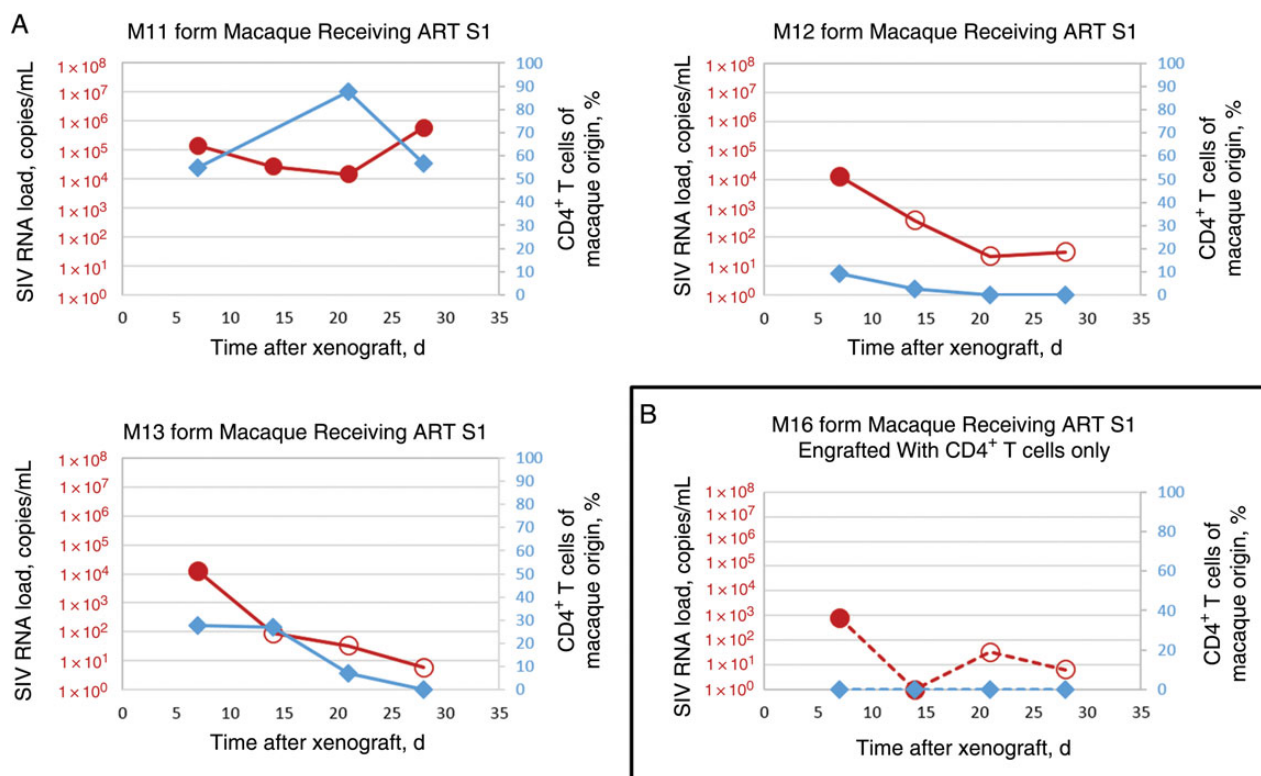 A
M11 form Macaque Receiving ART S1
SIV RNA load, copies/mL
1 × 10⁸
1 × 10⁷
1 × 10⁶
1 × 10⁵
1 × 10⁴
1 × 10³
1 × 10²
1 × 10¹
1 × 10⁰
100
90
80
70
60
50
40
30
20
10
0
CD4⁺ T cells of
macaque origin, %
0 5 10 15 20 25 30 35
Time after xenograft, d
M12 form Macaque Receiving ART S1
SIV RNA load, copies/mL
1 × 10⁸
1 × 10⁷
1 × 10⁶
1 × 10⁵
1 × 10⁴
1 × 10³
1 × 10²
1 × 10¹
1 × 10⁰
100
90
80
70
60
50
40
30
20
10
0
CD4⁺ T cells of
macaque origin, %
0 5 10 15 20 25 30 35
Time after xenograft, d
M13 form Macaque Receiving ART S1
SIV RNA load, copies/mL
1 × 10⁸
1 × 10⁷
1 × 10⁶
1 × 10⁵
1 × 10⁴
1 × 10³
1 × 10²
1 × 10¹
1 × 10⁰
100
90
80
70
60
50
40
30
20
10
0
CD4⁺ T cells of
macaque origin, %
0 5 10 15 20 25 30 35
Time after xenograft, d
B
M16 form Macaque Receiving ART S1
Engrafted With CD4⁺ T cells only
SIV RNA load, copies/mL
1 × 10⁸
1 × 10⁷
1 × 10⁶
1 × 10⁵
1 × 10⁴
1 × 10³
1 × 10²
1 × 10¹
1 × 10⁰
100
80
60
40
20
0
CD4⁺ T cells of
macaque origin, %
0 5 10 15 20 25 30 35
Time after xenograft, d